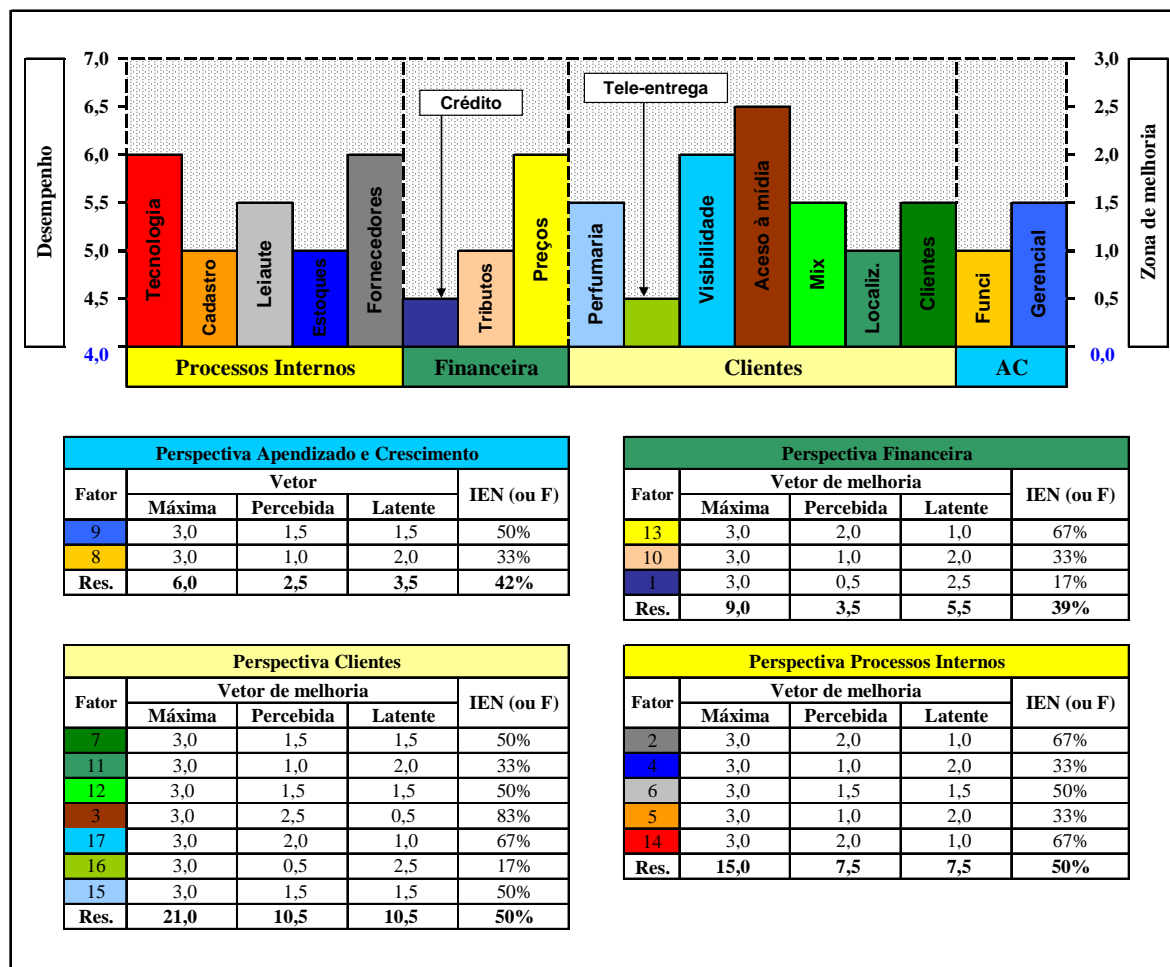 7,0 3,0
Tele-entrega
Crédito
6,5 2,5
6,0 2,0
5,5 1,5
5,0 1,0
4,5 0,5
4,0 0,0
Desempenho
Zona de melhoria
Tecnologia
Cadastro
Leiaute
Estoques
Fornecedores
Tributos
Preços
Perfumaria
Visibilidade
Aceso à mídia
Mix
Localiz.
Clientes
Funci
Gerencial
Processos Internos Financeira Clientes AC
Perspectiva Apendizado e Crescimento
Fator Vetor IEN (ou F)
Máxima Percebida Latente
9 3,0 1,5 1,5 50%
8 3,0 1,0 2,0 33%
Res. 6,0 2,5 3,5 42%
Perspectiva Financeira
Fator Vetor de melhoria IEN (ou F)
Máxima Percebida Latente
13 3,0 2,0 1,0 67%
10 3,0 1,0 2,0 33%
1 3,0 0,5 2,5 17%
Res. 9,0 3,5 5,5 39%
Perspectiva Clientes
Fator Vetor de melhoria IEN (ou F)
Máxima Percebida Latente
7 3,0 1,5 1,5 50%
11 3,0 1,0 2,0 33%
12 3,0 1,5 1,5 50%
3 3,0 2,5 0,5 83%
17 3,0 2,0 1,0 67%
16 3,0 0,5 2,5 17%
15 3,0 1,5 1,5 50%
Res. 21,0 10,5 10,5 50%
Perspectiva Processos Internos
Fator Vetor de melhoria IEN (ou F)
Máxima Percebida Latente
2 3,0 2,0 1,0 67%
4 3,0 1,0 2,0 33%
6 3,0 1,5 1,5 50%
5 3,0 1,0 2,0 33%
14 3,0 2,0 1,0 67%
Res. 15,0 7,5 7,5 50%